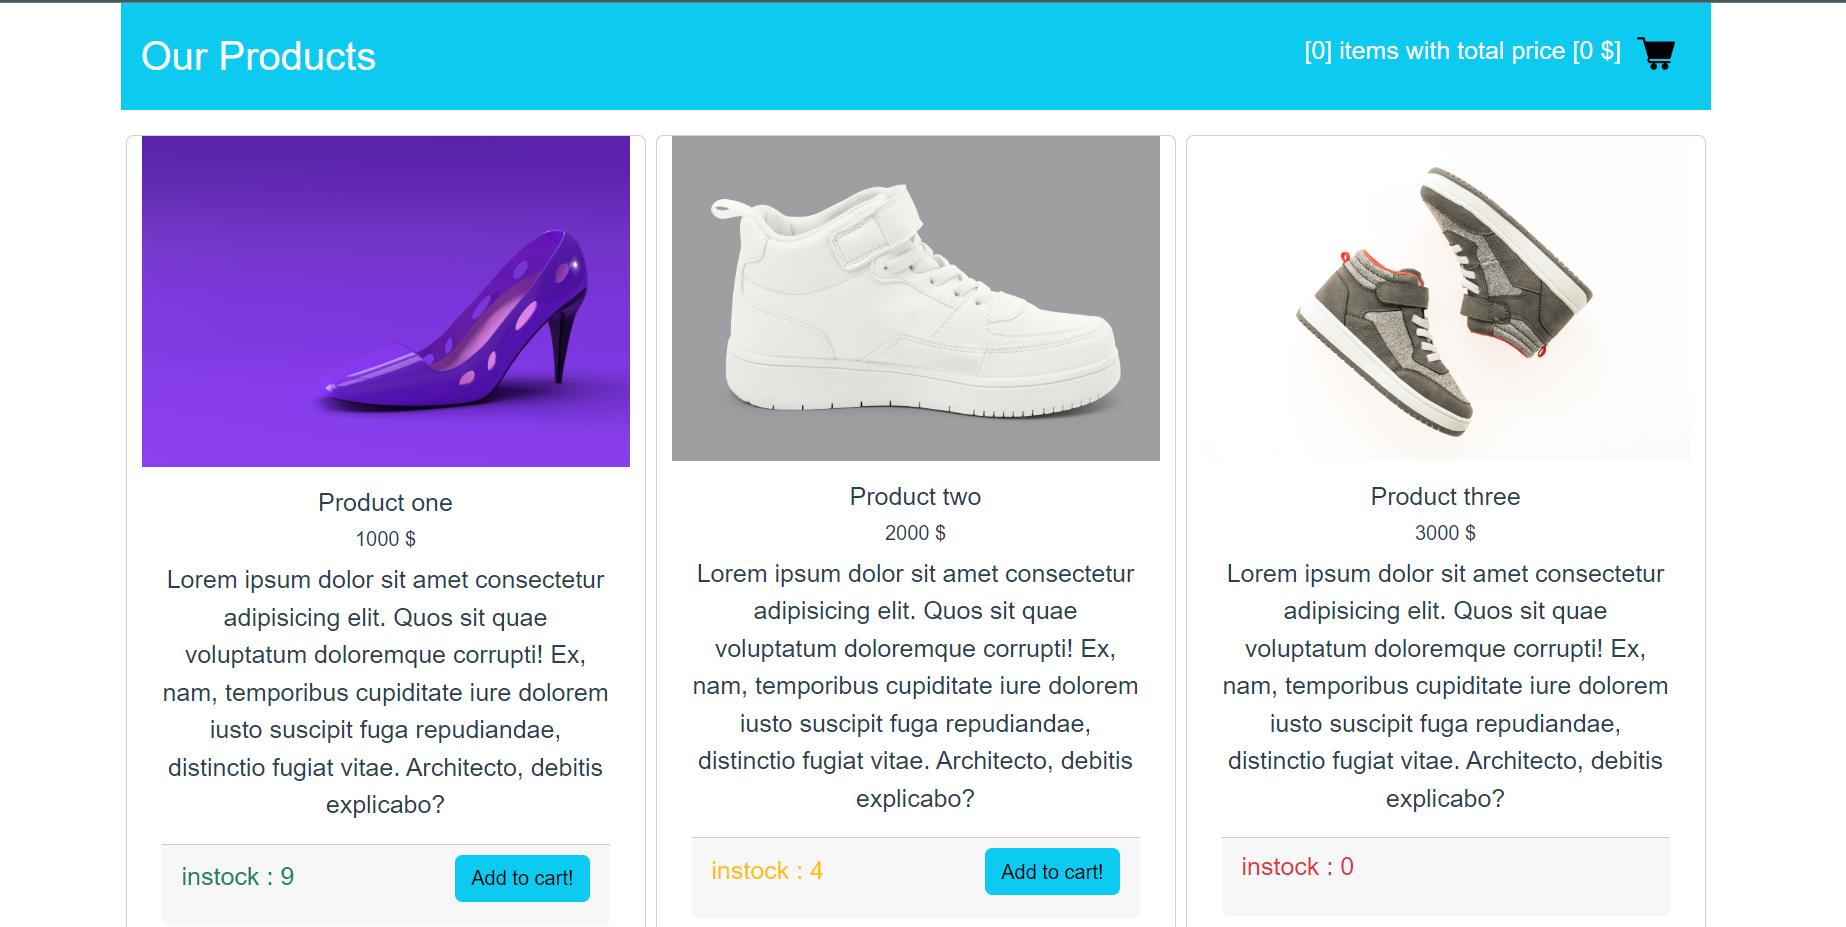 Our Products
[0] items with total price [0 $]
Product one
1000 $
Lorem ipsum dolor sit amet consectetur
adipisicing elit. Quos sit quae
voluptatum doloremque corrupti! Ex,
nam, temporibus cupiditate iure dolorem
iusto suscipit fuga repudiandae,
distinctio fugiat vitae. Architecto, debitis
explicabo?
instock : 9
Add to cart!
Product two
2000 $
Lorem ipsum dolor sit amet consectetur
adipisicing elit. Quos sit quae
voluptatum doloremque corrupti! Ex,
nam, temporibus cupiditate iure dolorem
iusto suscipit fuga repudiandae,
distinctio fugiat vitae. Architecto, debitis
explicabo?
instock : 4
Add to cart!
Product three
3000 $
Lorem ipsum dolor sit amet consectetur
adipisicing elit. Quos sit quae
voluptatum doloremque corrupti! Ex,
nam, temporibus cupiditate iure dolorem
iusto suscipit fuga repudiandae,
distinctio fugiat vitae. Architecto, debitis
explicabo?
instock : 0